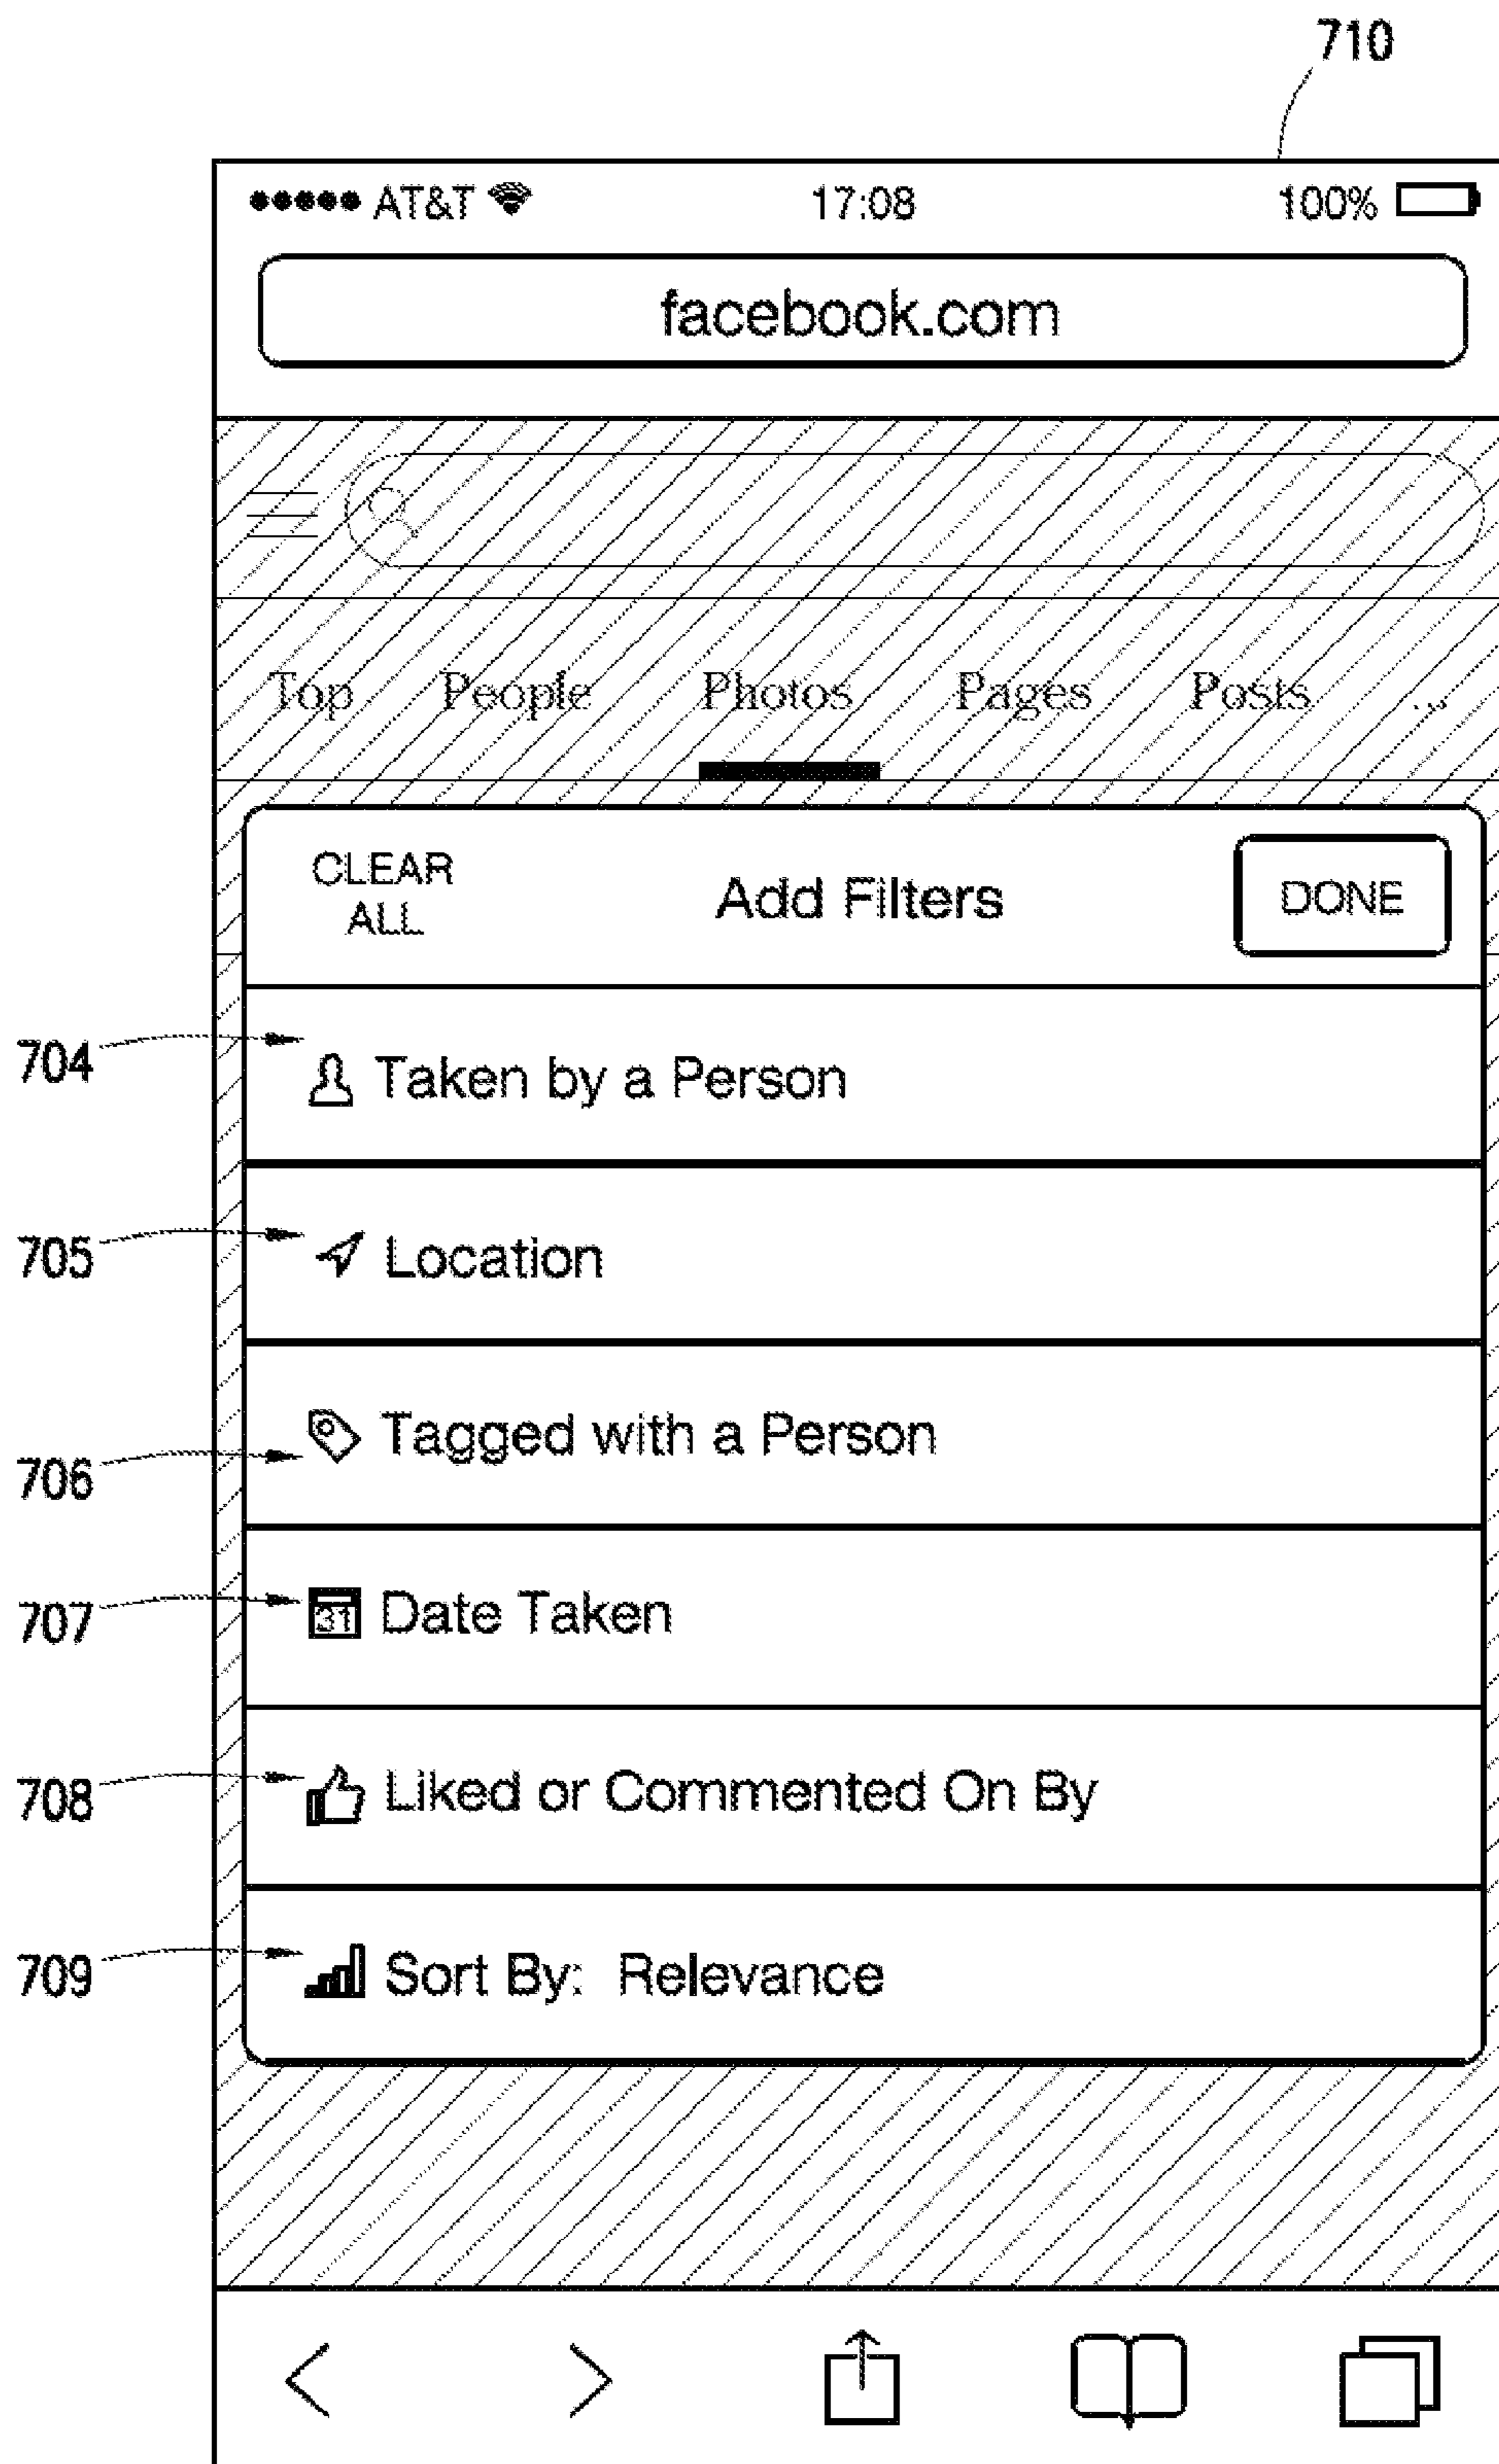 710
AT&T 17:08 100%
facebook.com
Top People Photos Pages Posts ...
CLEAR
ALL
Add Filters
DONE
704
Taken by a Person
705
Location
706
Tagged with a Person
707
31 Date Taken
708
Liked or Commented On By
709
Sort By: Relevance